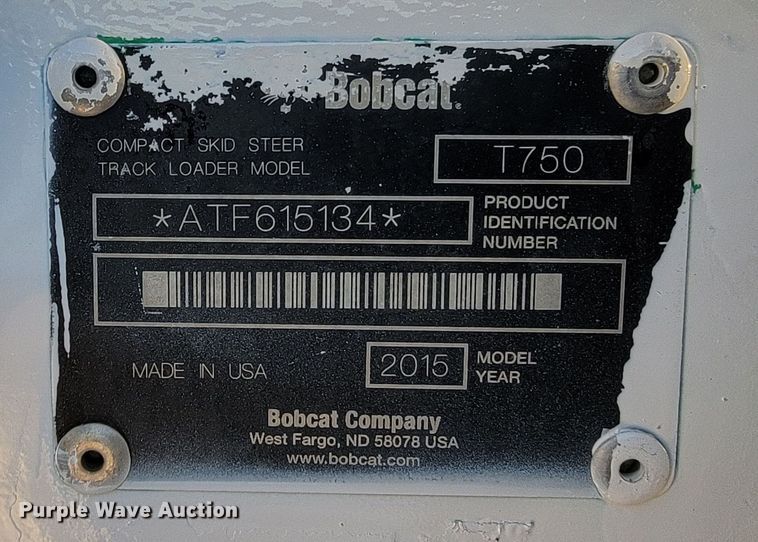 Bobcat.
COMPACT SKID STEER
TRACK LOADER MODEL
T750
*ATF615134*
PRODUCT
IDENTIFICATION
NUMBER
MADE IN USA
2015
MODEL
YEAR
Bobcat Company
West Fargo, ND 58078 USA
www.bobcat.com
Purple Wave Auction